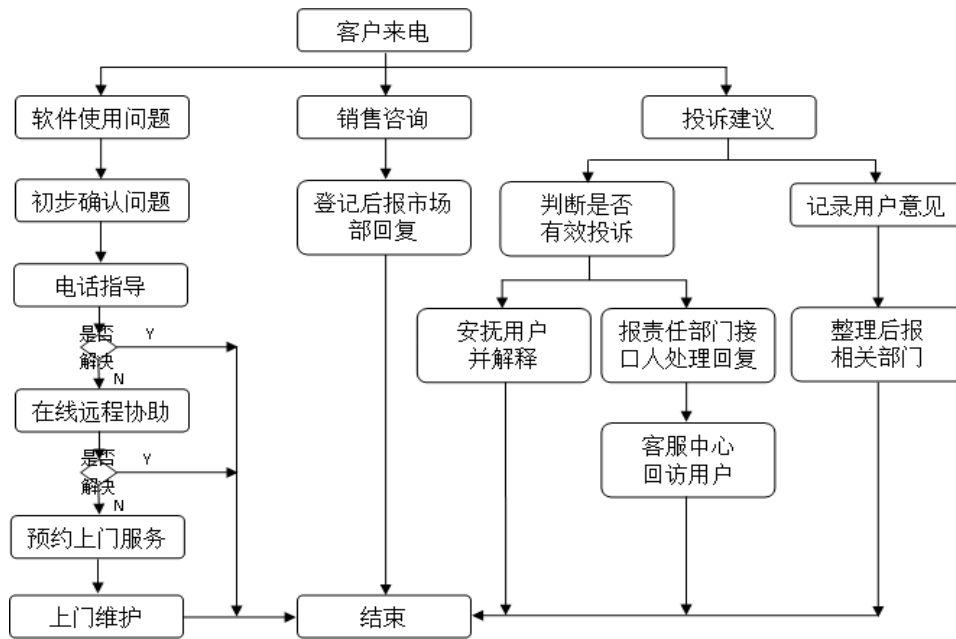 客户来电
软件使用问题
销售咨询
投诉建议
初步确认问题
登记后报市场
部回复
判断是否
有效投诉
记录用户意见
电话指导
安抚用户
并解释
报责任部门接
口人处理回复
整理后报
相关部门
是否
解决
Y
N
在线远程协助
客服中心
回访用户
是否
解决
Y
N
预约上门服务
上门维护
结束